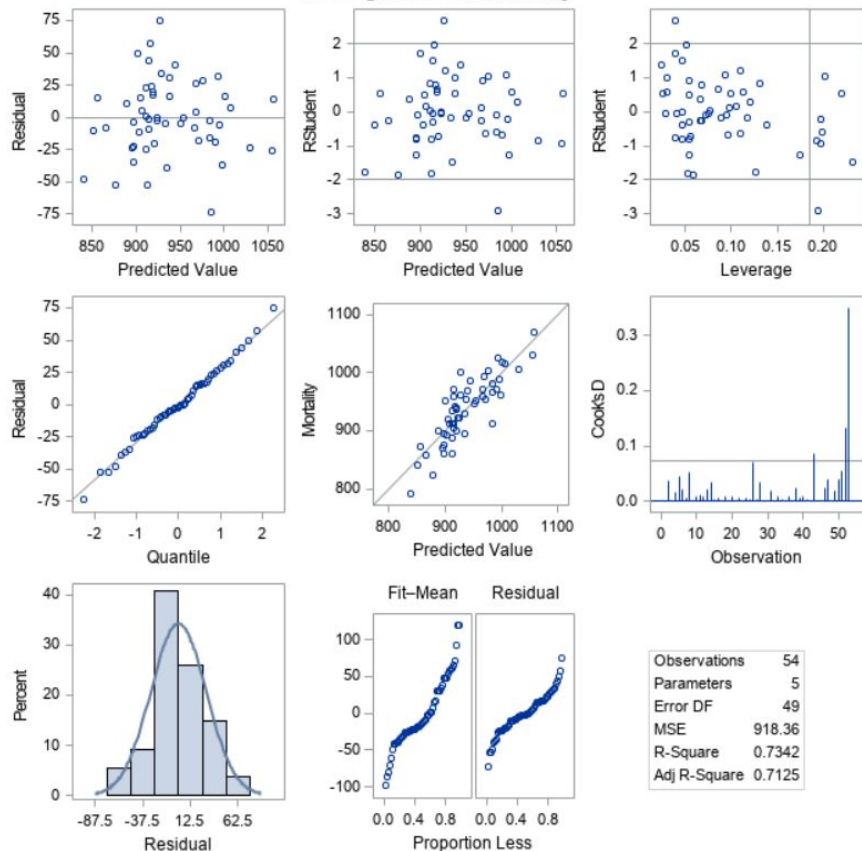 75
50
25
0
-25
-50
-75
Residual
850 900 950 1000 1050
Predicted Value
3
2
1
0
-1
-2
-3
RStudent
850 900 950 1000
Predicted Value
3
2
1
0
-1
-2
-3
RStudent
0.05 0.10 0.15 0.20
Leverage
75
50
25
0
-25
-50
-75
Residual
-2 -1 0 1 2
Quantile
1100
1000
900
800
Mortality
800 900 1000 1100
Predicted Value
0.3
0.2
0.1
0.0
Cook's D
0 10 20 30 40 50
Observation
40
30
20
10
0
Percent
-87.5 -37.5 12.5 62.5
Residual
Fit–Mean Residual
100
50
0
-50
-100
0.0 0.4 0.8 0.0 0.4 0.8
Proportion Less
Observations 54
Parameters 5
Error DF 49
MSE 918.36
R-Square 0.7342
Adj R-Square 0.7125